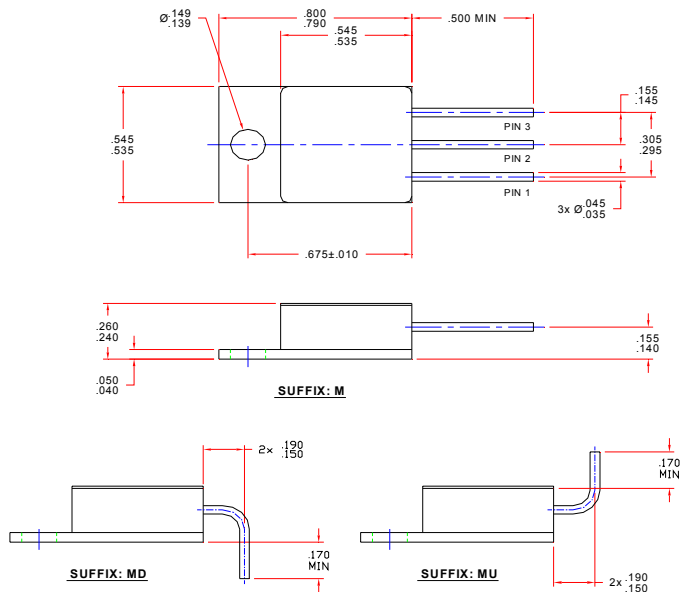 Ø.149
.139
.800
.790
.500 MIN
.545
.535
.155
.145
.545
.535
PIN 3
PIN 2
PIN 1
.305
.295
3x Ø.045
.035
.675±.010
.260
.240
.050
.040
.155
.140
SUFFIX: M
2x .190
.150
.170
MIN
SUFFIX: MD
.170
MIN
SUFFIX: MU
2x .190
.150